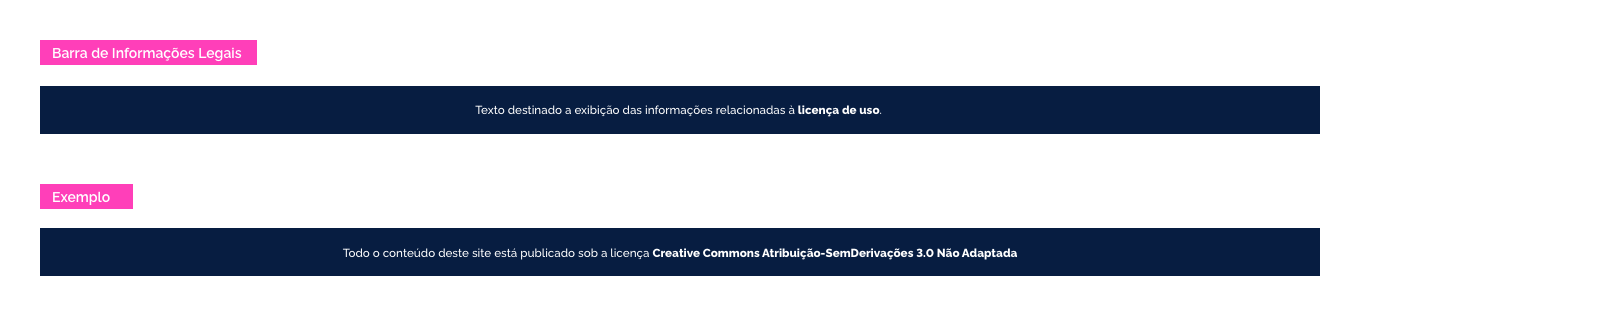 Barra de Informações Legais
Texto destinado a exibição das informações relacionadas à licença de uso.
Exemplo
Todo o conteúdo deste site está publicado sob a licença Creative Commons Atribuição-SemDerivações 3.0 Não Adaptada